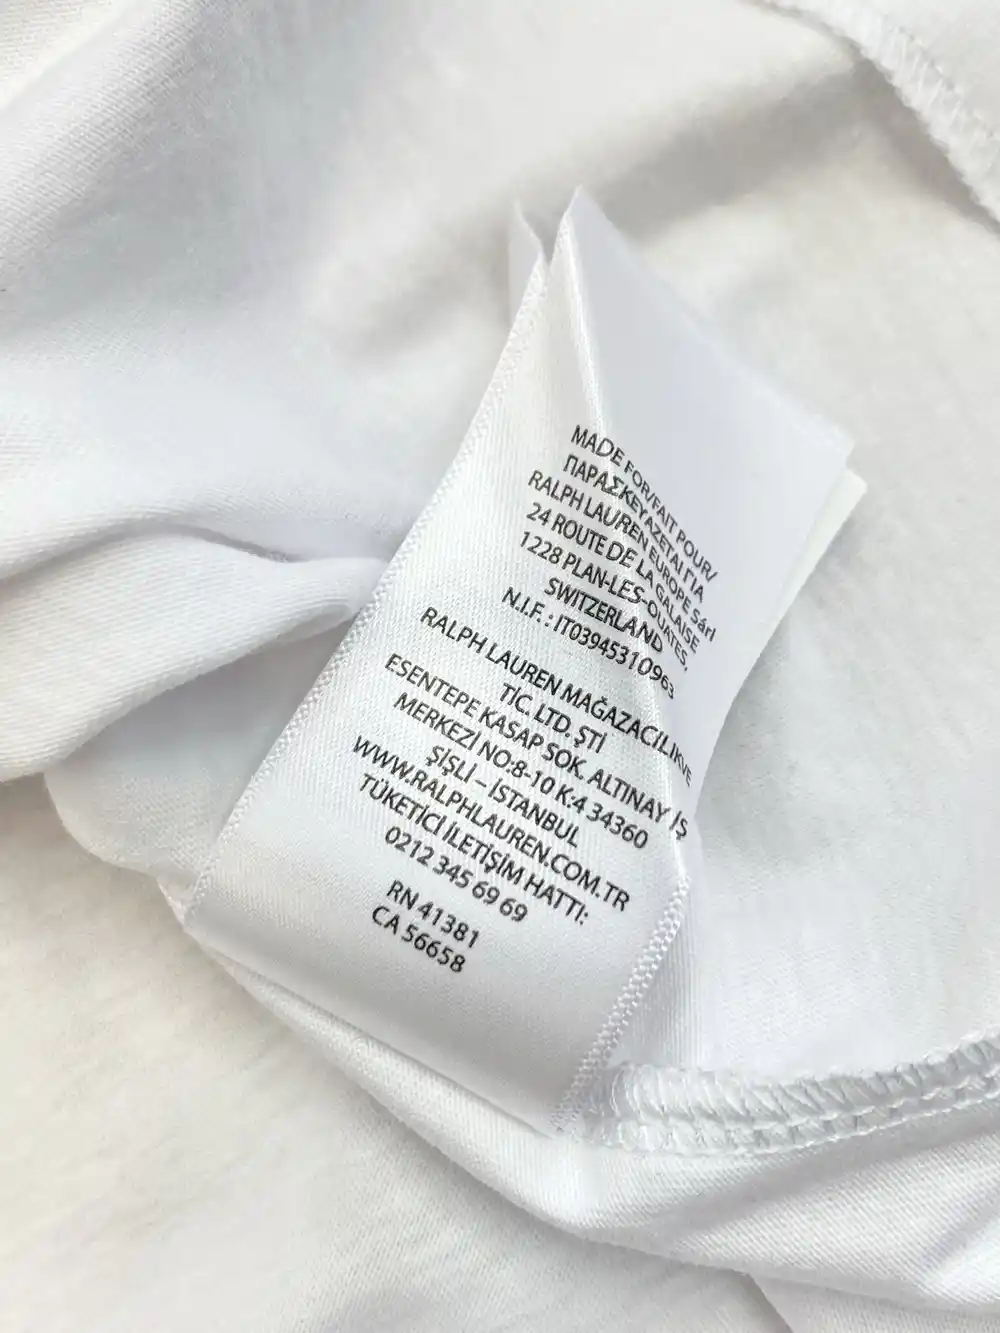 MADE FOR/FAIT POUR/
ΠΑΡΑΣΚΕΥΑΖΕΤΑΙ ΓΙΑ
RALPH LAUREN EUROPE Sárl
24 ROUTE DE LA GALAISE
1228 PLAN-LES-OUATES,
SWITZERLAND
N.I.F. : IT03945310963
RALPH LAUREN MAĞAZACILIK VE
TİC. LTD. ŞTİ
ESENTEPE KASAP SOK. ALTINAY İŞ
MERKEZİ NO:8-10 K:4 34360
ŞİŞLİ – İSTANBUL
WWW.RALPHLAUREN.COM.TR
TÜKETİCİ İLETİŞİM HATTI:
0212 345 69 69
RN 41381
CA 56658